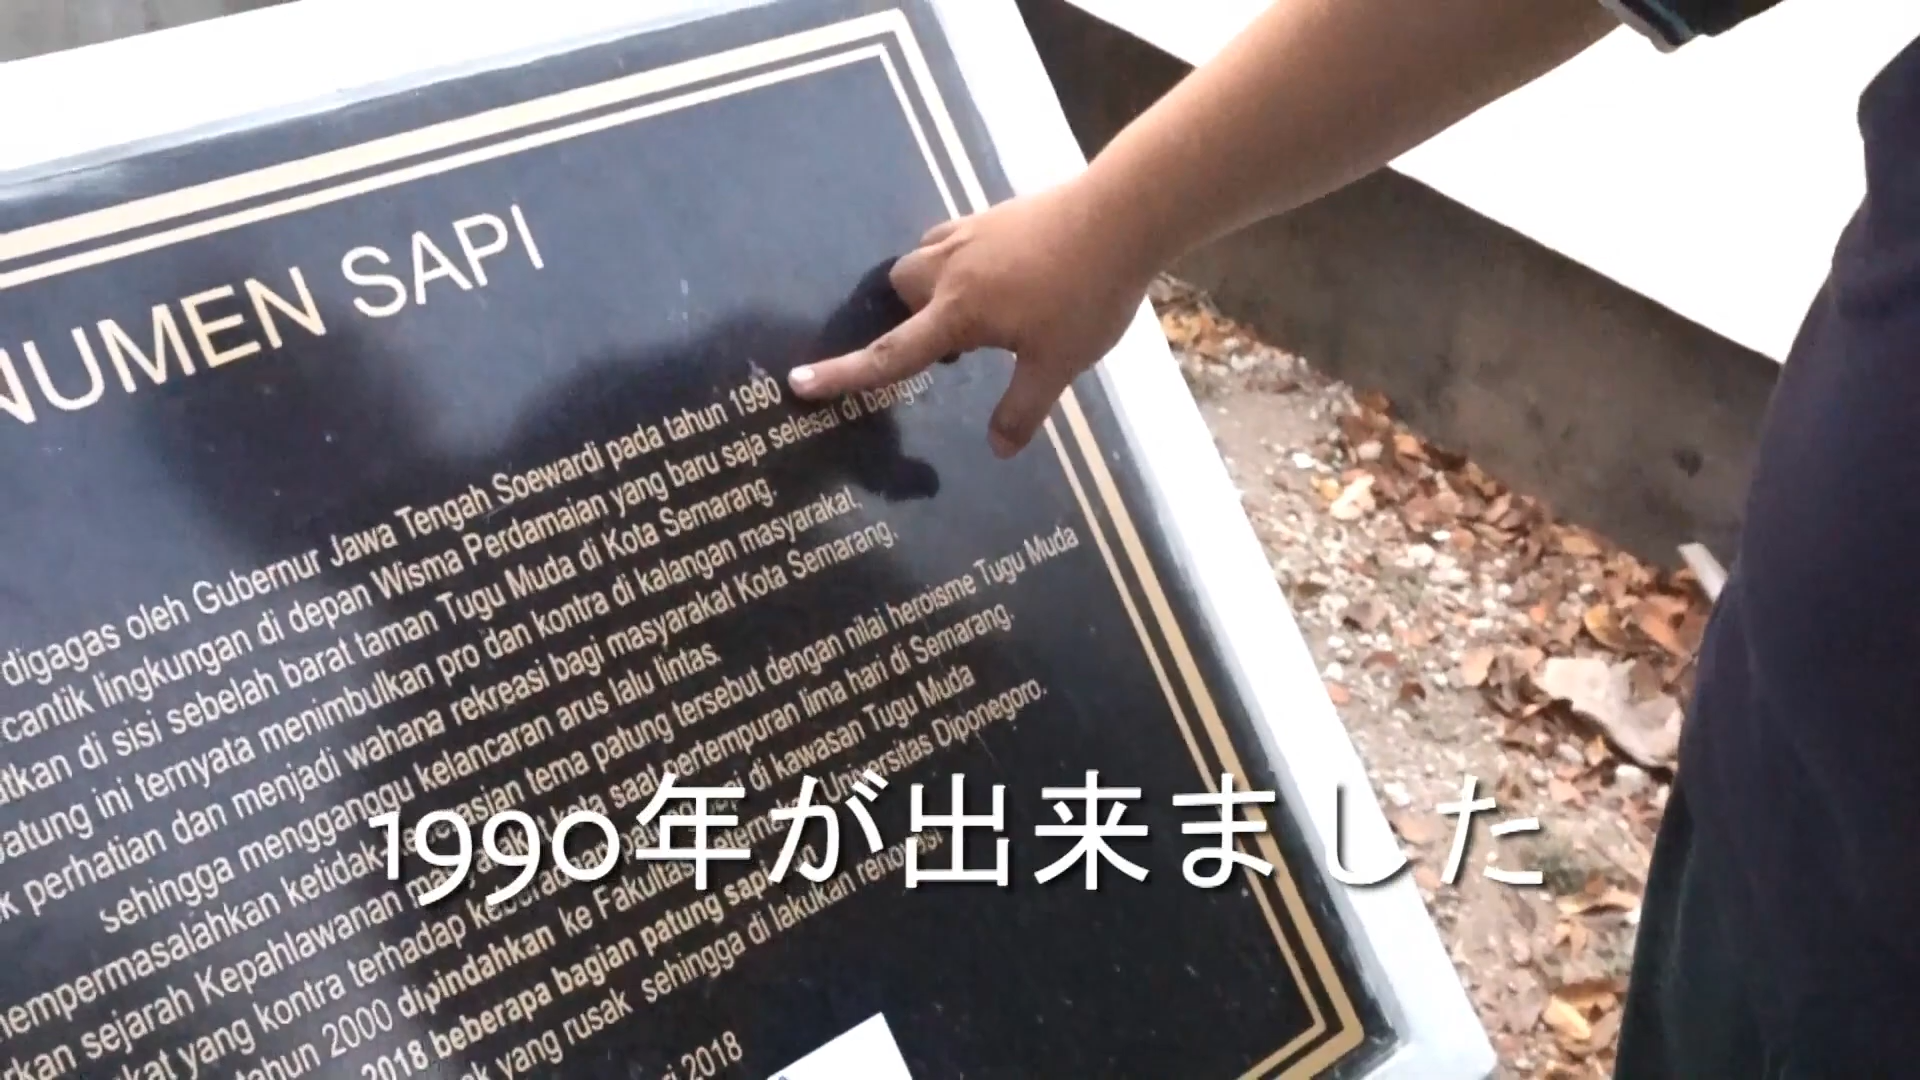 NUMEN SAPI
digagas oleh Gubernur Jawa Tengah Soewardi pada tahun 1990
cantik lingkungan di depan Wisma Perdamaian yang baru saja selesai di bangun
atkan di sisi sebelah barat taman Tugu Muda di Kota Semarang.
patung ini ternyata menimbulkan pro dan kontra di kalangan masyarakat,
k perhatian dan menjadi wahana rekreasi bagi masyarakat Kota Semarang,
sehingga mengganggu kelancaran arus lalu lintas.
mempermasalahkan tema patung tersebut dengan nilai heroisme Tugu Muda
rkan sejarah Kepahlawanan kota saat pertempuran lima hari di Semarang.
kat yang kontra terhadap di kawasan Tugu Muda
tahun 2000 dipindahkan ke Fakultas Universitas Diponegoro.
2018 beberapa bagian patung sapi
k yang rusak sehingga di lakukan renovasi
ri 2018
1990年が出来ました